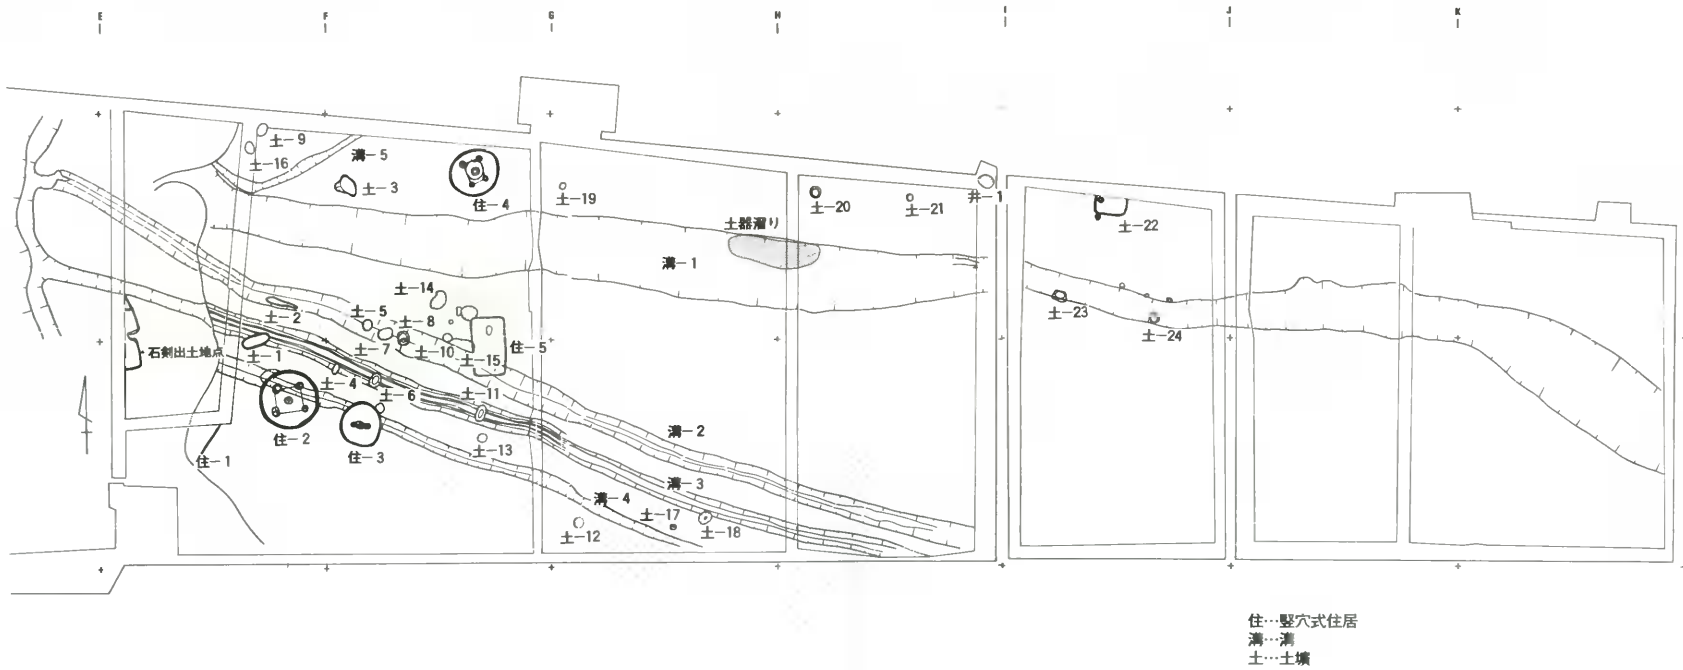 E F G H I J K
土-9
土-16
溝-5
土-3
住-4
土-19
土-20
土-21
井-1
土-22
土器溜り
溝-1
土-14
土-2
土-5
土-8
土-7
土-10
土-15
住-5
土-23
土-24
石剣出土地点
土-1
土-4
土-6
土-11
住-2
住-3
土-13
住-1
溝-2
溝-3
溝-4
土-17
土-18
土-12
住…竪穴式住居
溝…溝
土…土壙